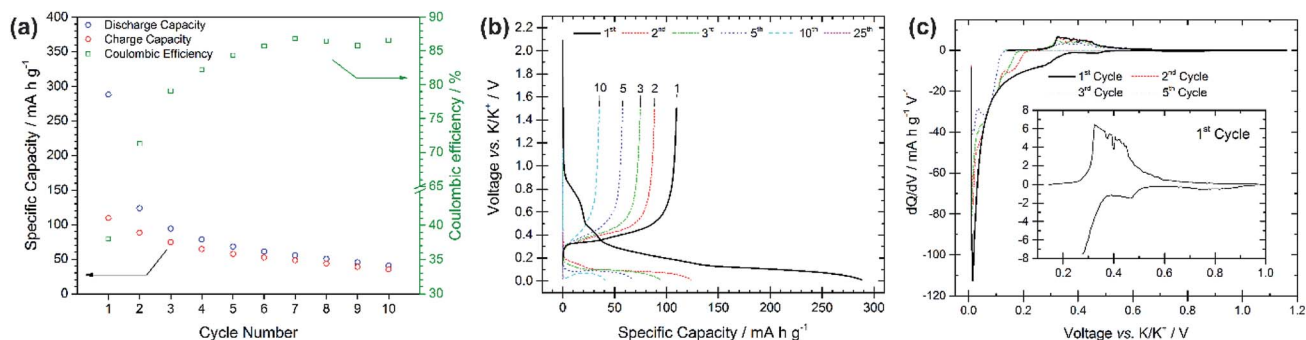 (a)
Discharge Capacity
Charge Capacity
Coulombic Efficiency
Specific Capacity / mA h g⁻¹
400
350
300
250
200
150
100
50
0
1 2 3 4 5 6 7 8 9 10
Cycle Number
90
85
80
75
70
65
40
35
30
Coulombic efficiency / %
(b)
1ˢᵗ 2ⁿᵈ 3ʳᶜ 5ᵗʰ 10ᵗʰ 25ᵗʰ
10 5 3 2 1
Voltage vs. K/K⁺ / V
2.2
2.0
1.8
1.6
1.4
1.2
1.0
0.8
0.6
0.4
0.2
0.0
0 50 100 150 200 250 300
Specific Capacity / mA h g⁻¹
(c)
dQ/dV / mA h g⁻¹ V⁻¹
20
0
-20
-40
-60
-80
-100
-120
1ˢᵗ Cycle 2ⁿᵈ Cycle
3ʳᵈ Cycle 5ᵗʰ Cycle
1ˢᵗ Cycle
8
6
4
2
0
-2
-4
-6
-8
0.2 0.4 0.6 0.8 1.0
0.0 0.2 0.4 0.6 0.8 1.0 1.2
Voltage vs. K/K⁻ / V